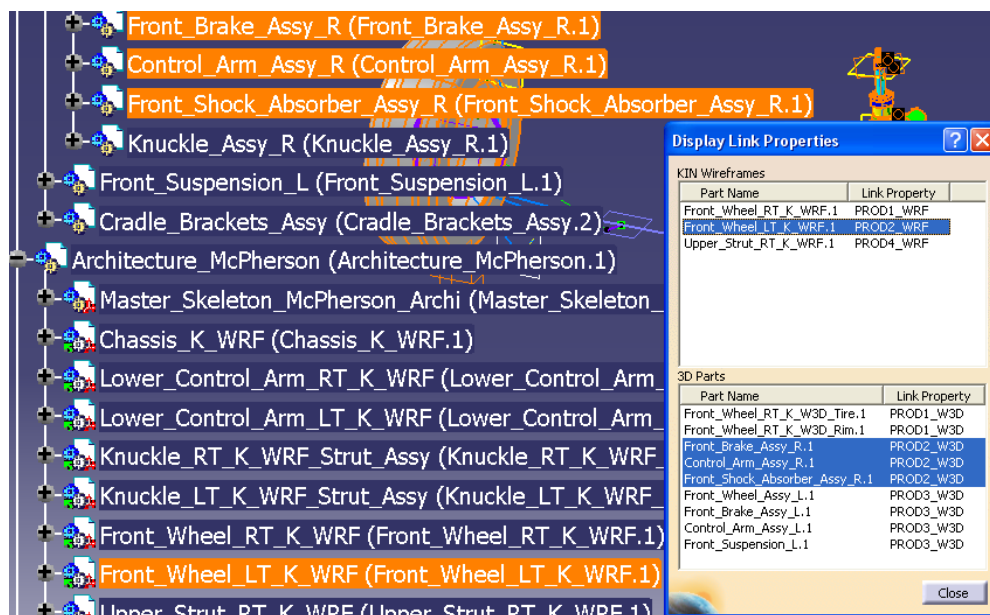 Front_Brake_Assy_R (Front_Brake_Assy_R.1)
Control_Arm_Assy_R (Control_Arm_Assy_R.1)
Front_Shock_Absorber_Assy_R (Front_Shock_Absorber_Assy_R.1)
Knuckle_Assy_R (Knuckle_Assy_R.1)
Front_Suspension_L (Front_Suspension_L.1)
Cradle_Brackets_Assy (Cradle_Brackets_Assy.2)
Architecture_McPherson (Architecture_McPherson.1)
Master_Skeleton_McPherson_Archi (Master_Skeleton_
Chassis_K_WRF (Chassis_K_WRF.1)
Lower_Control_Arm_RT_K_WRF (Lower_Control_Arm_
Lower_Control_Arm_LT_K_WRF (Lower_Control_Arm_
Knuckle_RT_K_WRF_Strut_Assy (Knuckle_RT_K_WRF_
Knuckle_LT_K_WRF_Strut_Assy (Knuckle_LT_K_WRF_
Front_Wheel_RT_K_WRF (Front_Wheel_RT_K_WRF.1)
Front_Wheel_LT_K_WRF (Front_Wheel_LT_K_WRF.1)
Upper_Strut_RT_K_WRF (Upper_Strut_RT_K_WRF.1)
Display Link Properties
KIN Wireframes
Part Name Link Property
Front_Wheel_RT_K_WRF.1 PROD1_WRF
Front_Wheel_LT_K_WRF.1 PROD2_WRF
Upper_Strut_RT_K_WRF.1 PROD4_WRF
3D Parts
Part Name Link Property
Front_Wheel_RT_K_W3D_Tire.1 PROD1_W3D
Front_Wheel_RT_K_W3D_Rim.1 PROD1_W3D
Front_Brake_Assy_R.1 PROD2_W3D
Control_Arm_Assy_R.1 PROD2_W3D
Front_Shock_Absorber_Assy_R.1 PROD2_W3D
Front_Wheel_Assy_L.1 PROD3_W3D
Front_Brake_Assy_L.1 PROD3_W3D
Control_Arm_Assy_L.1 PROD3_W3D
Front_Suspension_L.1 PROD3_W3D
Close